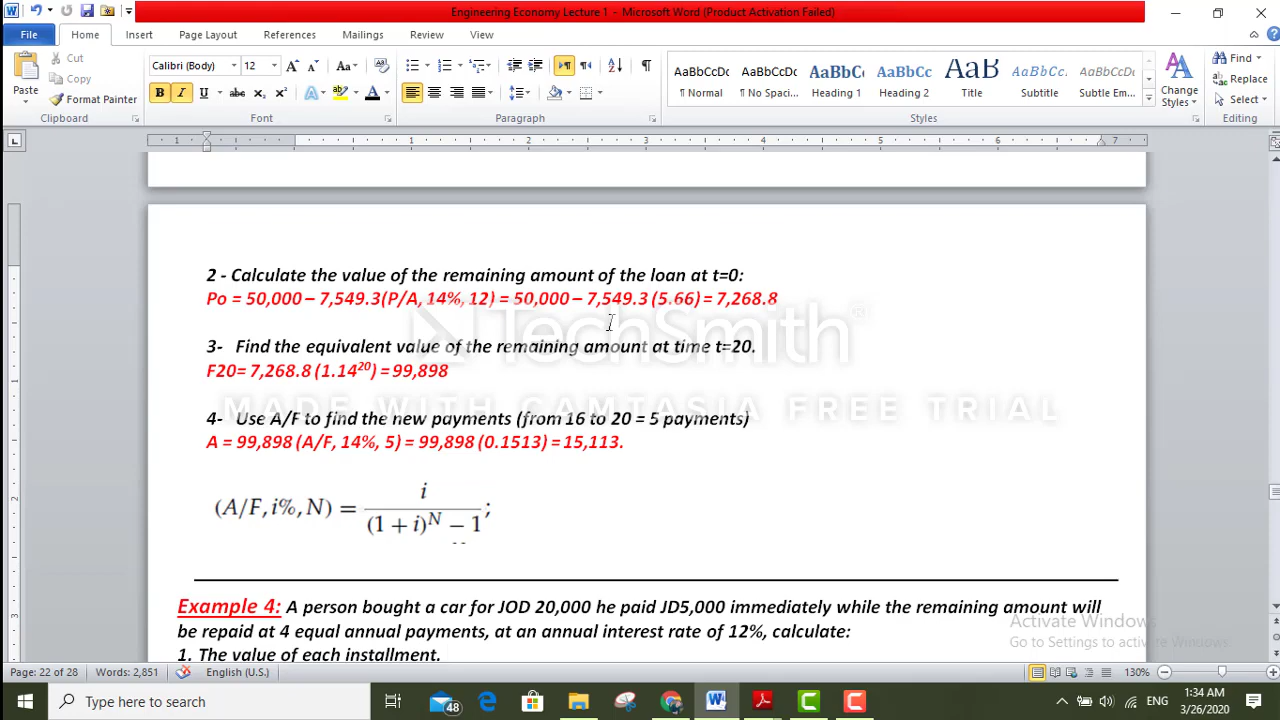 Engineering Economy Lecture 1 - Microsoft Word (Product Activation Failed)
File Home Insert Page Layout References Mailings Review View
Paste
Cut
Copy
Format Painter
Clipboard
Calibri (Body) 12
Font
Paragraph
AaBbCcDc AaBbCcDc AaBbCc AaBbCc AaB AaBbCcL AaBbCcDc
¶ Normal ¶ No Spaci... Heading 1 Heading 2 Title Subtitle Subtle Em...
Change
Styles
Styles
Find
Replace
Select
Editing
1 1 2 3 4 5 6 7
2 - Calculate the value of the remaining amount of the loan at t=0:
Po = 50,000 – 7,549.3(P/A, 14%, 12) = 50,000 – 7,549.3 (5.66) = 7,268.8
TechSmith
3- Find the equivalent value of the remaining amount at time t=20.
F20= 7,268.8 (1.14²⁰) = 99,898
MADE WITH CAMTASIA FREE TRIAL
4- Use A/F to find the new payments (from 16 to 20 = 5 payments)
A = 99,898 (A/F, 14%, 5) = 99,898 (0.1513) = 15,113.
(A/F, i%, N) = i / ((1 + i)^N − 1);
Example 4: A person bought a car for JOD 20,000 he paid JD5,000 immediately while the remaining amount will
be repaid at 4 equal annual payments, at an annual interest rate of 12%, calculate:
1. The value of each installment.
Activate Windows
Go to Settings to activate Windows.
Page: 22 of 28 Words: 2,851 English (U.S.) 130%
Type here to search
48
ENG
1:34 AM
3/26/2020